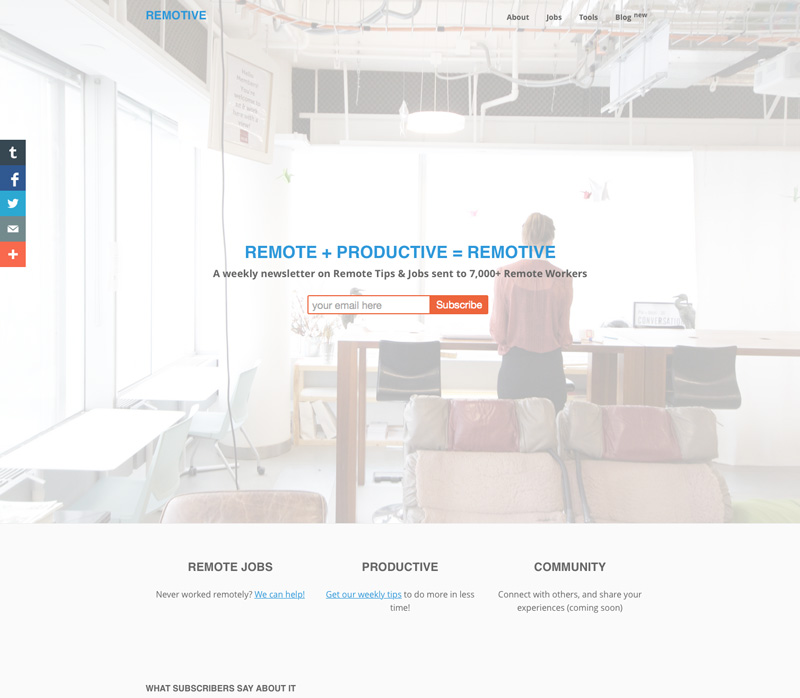 REMOTIVE
About Jobs Tools Blog new
REMOTE + PRODUCTIVE = REMOTIVE
A weekly newsletter on Remote Tips & Jobs sent to 7,000+ Remote Workers
your email here Subscribe
REMOTE JOBS
Never worked remotely? We can help!
PRODUCTIVE
Get our weekly tips to do more in less
time!
COMMUNITY
Connect with others, and share your
experiences (coming soon)
WHAT SUBSCRIBERS SAY ABOUT IT